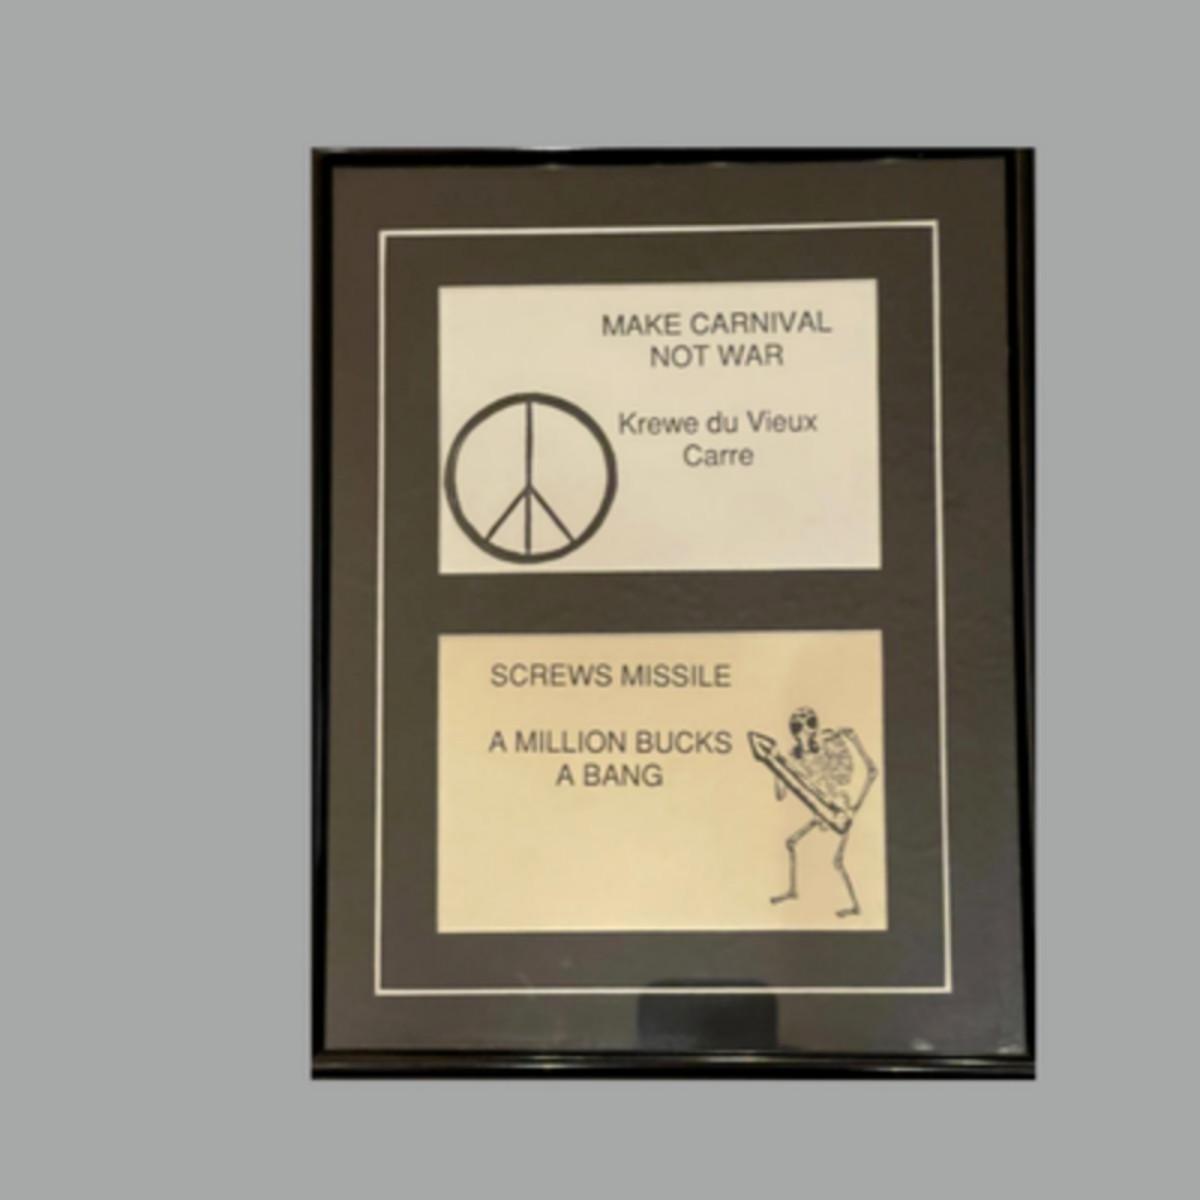 MAKE CARNIVAL
NOT WAR
Krewe du Vieux
Carre
SCREWS MISSILE
A MILLION BUCKS
A BANG